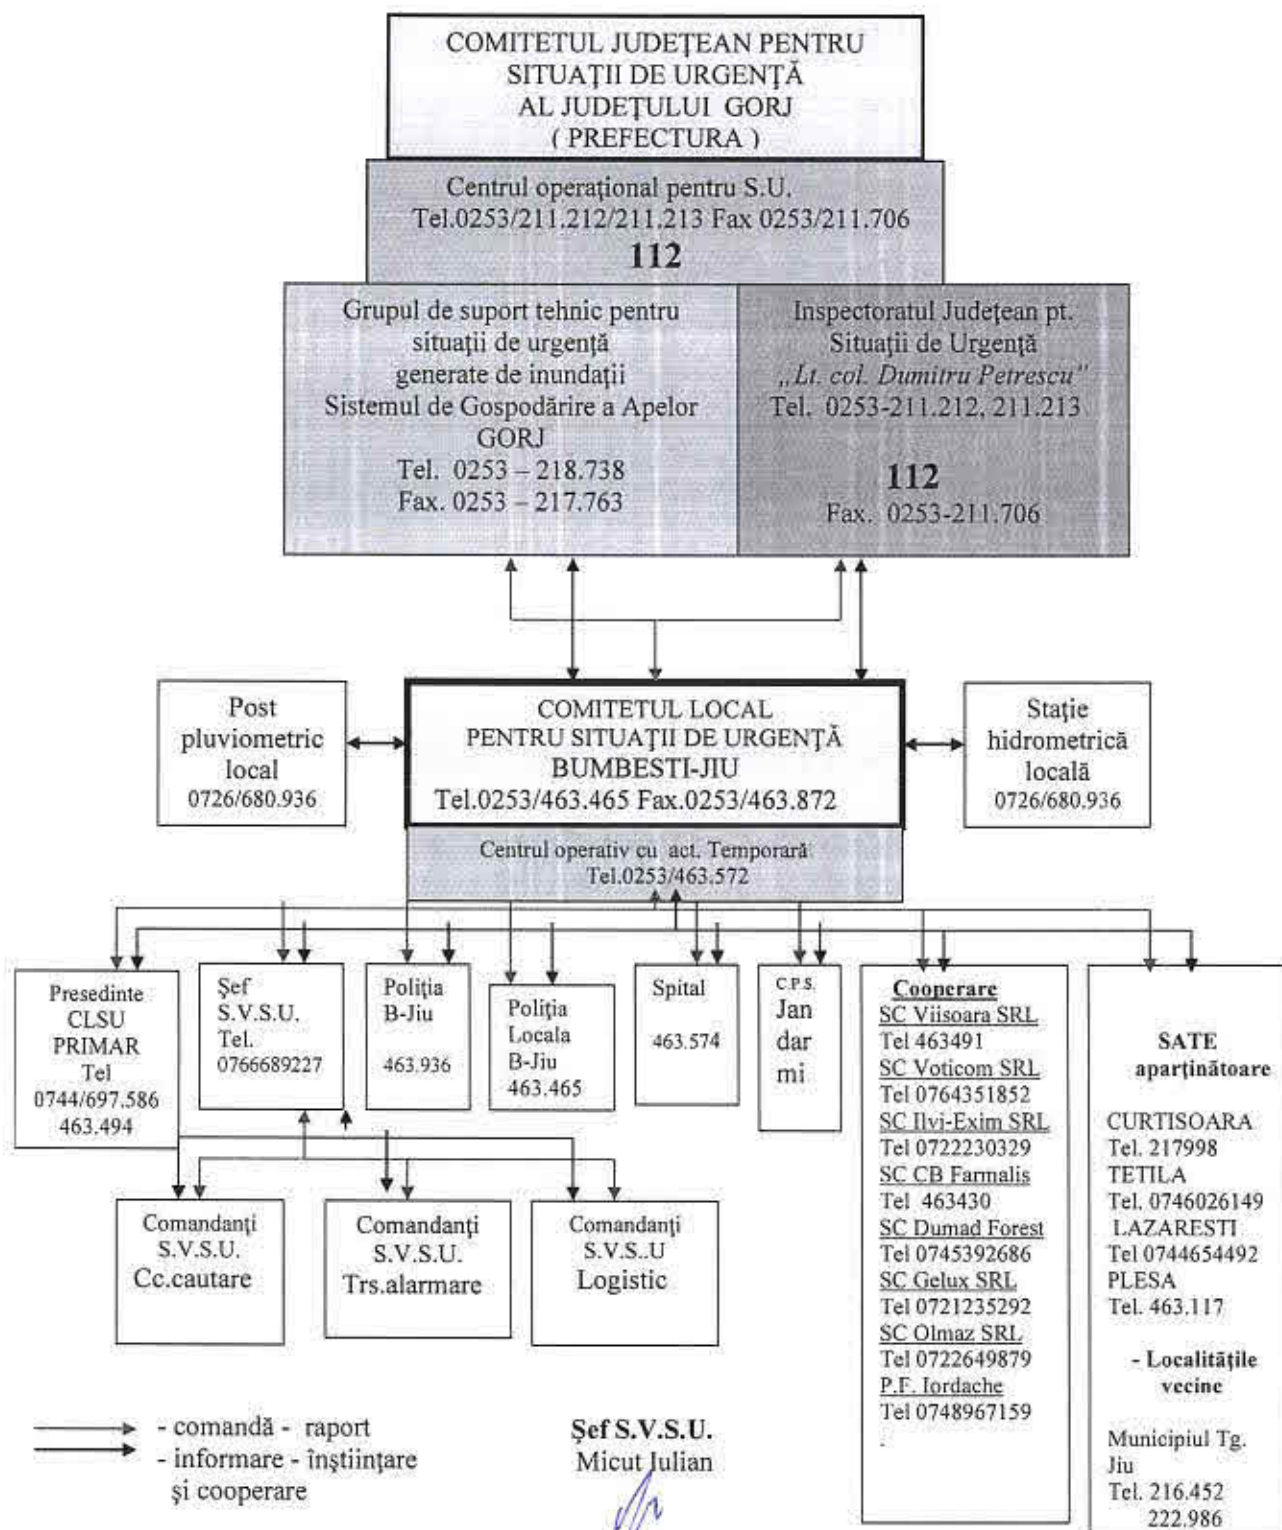 COMITETUL JUDEŢEAN PENTRU
SITUAŢII DE URGENŢĂ
AL JUDEŢULUI GORJ
( PREFECTURA )
Centrul operaţional pentru S.U.
Tel.0253/211.212/211.213 Fax 0253/211.706
112
Grupul de suport tehnic pentru
situaţii de urgenţă
generate de inundaţii
Sistemul de Gospodărire a Apelor
GORJ
Tel. 0253 – 218.738
Fax. 0253 – 217.763
Inspectoratul Judeţean pt.
Situaţii de Urgenţă
„Lt. col. Dumitru Petrescu”
Tel. 0253-211.212, 211.213
112
Fax. 0253-211.706
Post
pluviometric
local
0726/680.936
COMITETUL LOCAL
PENTRU SITUAŢII DE URGENŢĂ
BUMBESTI-JIU
Tel.0253/463.465 Fax.0253/463.872
Staţie
hidrometrică
locală
0726/680.936
Centrul operativ cu act. Temporară
Tel.0253/463.572
Presedinte
CLSU
PRIMAR
Tel
0744/697.586
463.494
Şef
S.V.S.U.
Tel.
0766689227
Poliţia
B-Jiu
463.936
Poliţia
Locala
B-Jiu
463.465
Spital
463.574
C.P.S.
Jan
dar
mi
Cooperare
SC Viisoara SRL
Tel 463491
SC Voticom SRL
Tel 0764351852
SC Ilvi-Exim SRL
Tel 0722230329
SC CB Farmalis
Tel 463430
SC Dumad Forest
Tel 0745392686
SC Gelux SRL
Tel 0721235292
SC Olmaz SRL
Tel 0722649879
P.F. Iordache
Tel 0748967159
.
SATE
aparţinătoare
CURTISOARA
Tel. 217998
TETILA
Tel. 0746026149
LAZARESTI
Tel 0744654492
PLESA
Tel. 463.117
- Localităţile
vecine
Municipiul Tg.
Jiu
Tel. 216.452
222.986
Comandanţi
S.V.S.U.
Cc.cautare
Comandanţi
S.V.S.U.
Trs.alarmare
Comandanţi
S.V.S..U
Logistic
- comandă - raport
- informare - înştiinţare
şi cooperare
Şef S.V.S.U.
Micut Iulian